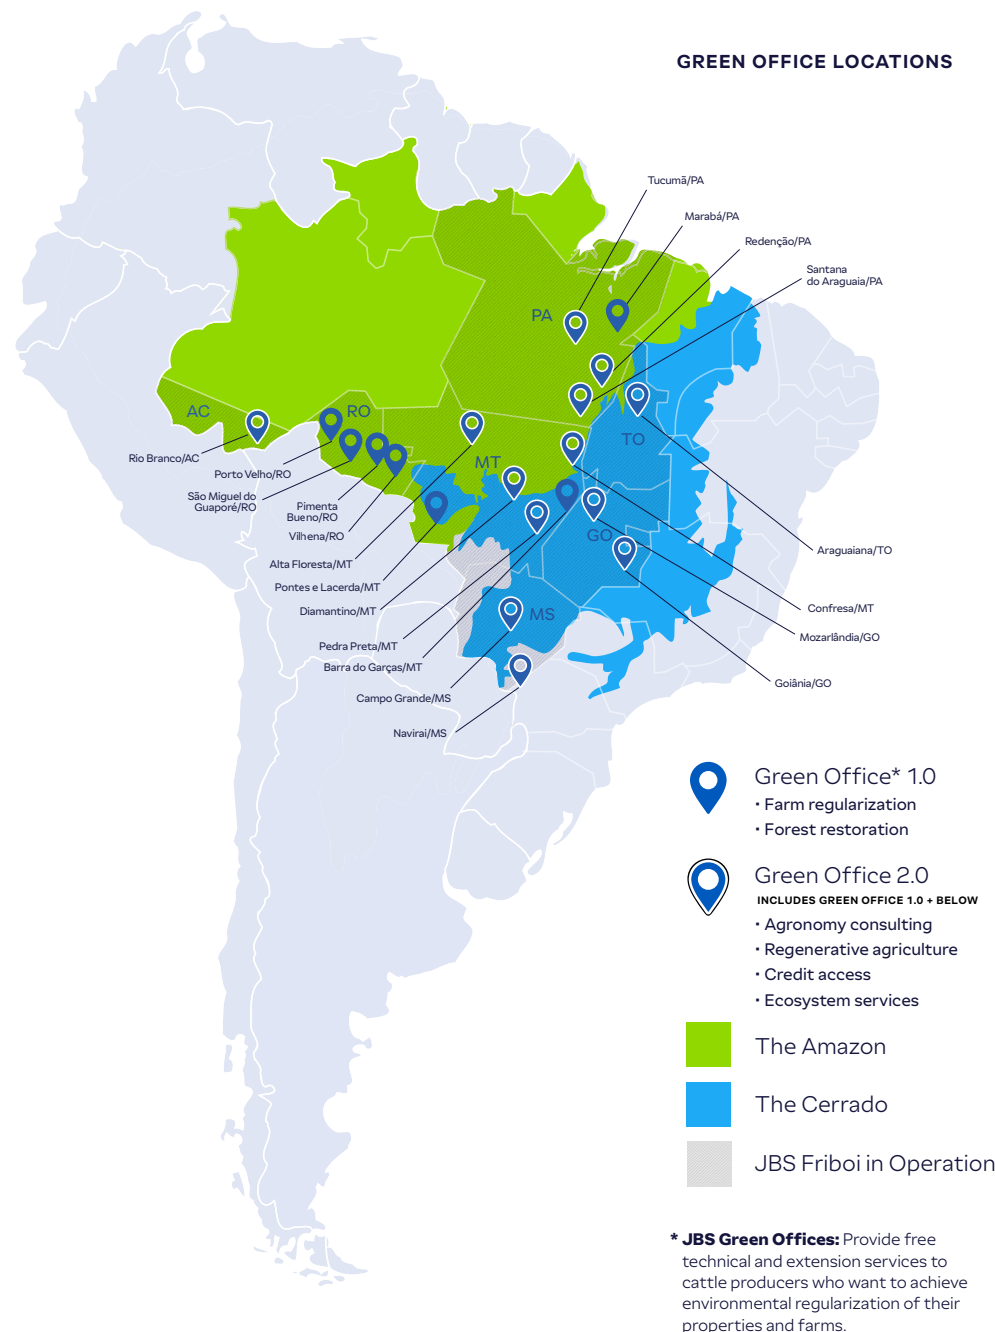 GREEN OFFICE LOCATIONS
Tucumã/PA
Marabá/PA
Redenção/PA
Santana
do Araguaia/PA
PA
AC
RO
TO
MT
GO
MS
Rio Branco/AC
Porto Velho/RO
São Miguel do
Guaporé/RO
Pimenta
Bueno/RO
Vilhena/RO
Alta Floresta/MT
Pontes e Lacerda/MT
Diamantino/MT
Pedra Preta/MT
Barra do Garças/MT
Campo Grande/MS
Navirai/MS
Araguaiana/TO
Confresa/MT
Mozarlândia/GO
Goiânia/GO
Green Office* 1.0
• Farm regularization
• Forest restoration
Green Office 2.0
INCLUDES GREEN OFFICE 1.0 + BELOW
• Agronomy consulting
• Regenerative agriculture
• Credit access
• Ecosystem services
The Amazon
The Cerrado
JBS Friboi in Operation
* JBS Green Offices: Provide free
technical and extension services to
cattle producers who want to achieve
environmental regularization of their
properties and farms.